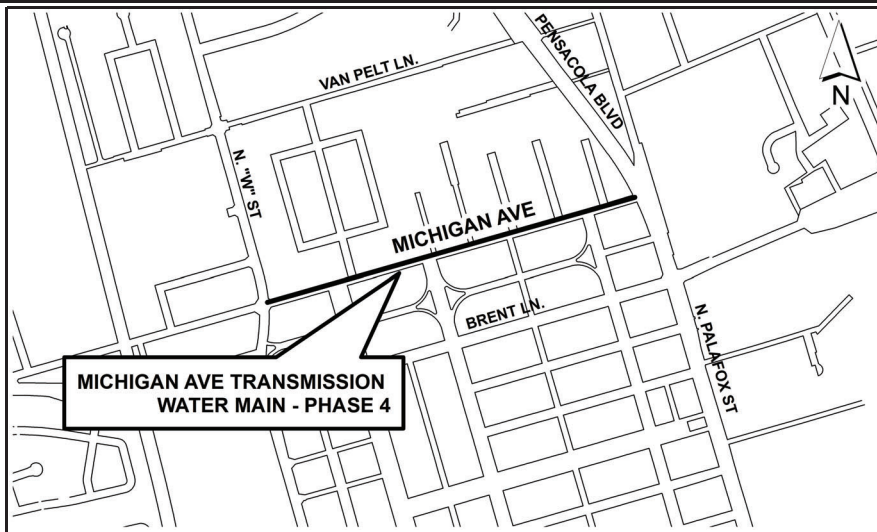 VAN PELT LN.
PENSACOLA BLVD
N
N. "W" ST
MICHIGAN AVE
BRENT LN.
N. PALAFOX ST
MICHIGAN AVE TRANSMISSION
WATER MAIN - PHASE 4